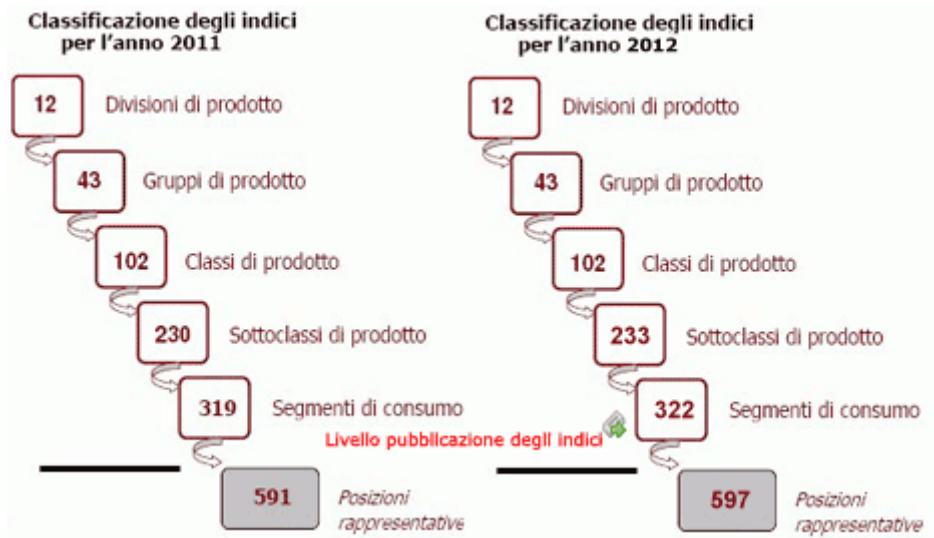 Classificazione degli indici
per l'anno 2011
12 Divisioni di prodotto
43 Gruppi di prodotto
102 Classi di prodotto
230 Sottoclassi di prodotto
319 Segmenti di consumo
591 Posizioni
rappresentative
Classificazione degli indici
per l'anno 2012
12 Divisioni di prodotto
43 Gruppi di prodotto
102 Classi di prodotto
233 Sottoclassi di prodotto
322 Segmenti di consumo
Livello pubblicazione degli indici
597 Posizioni
rappresentative